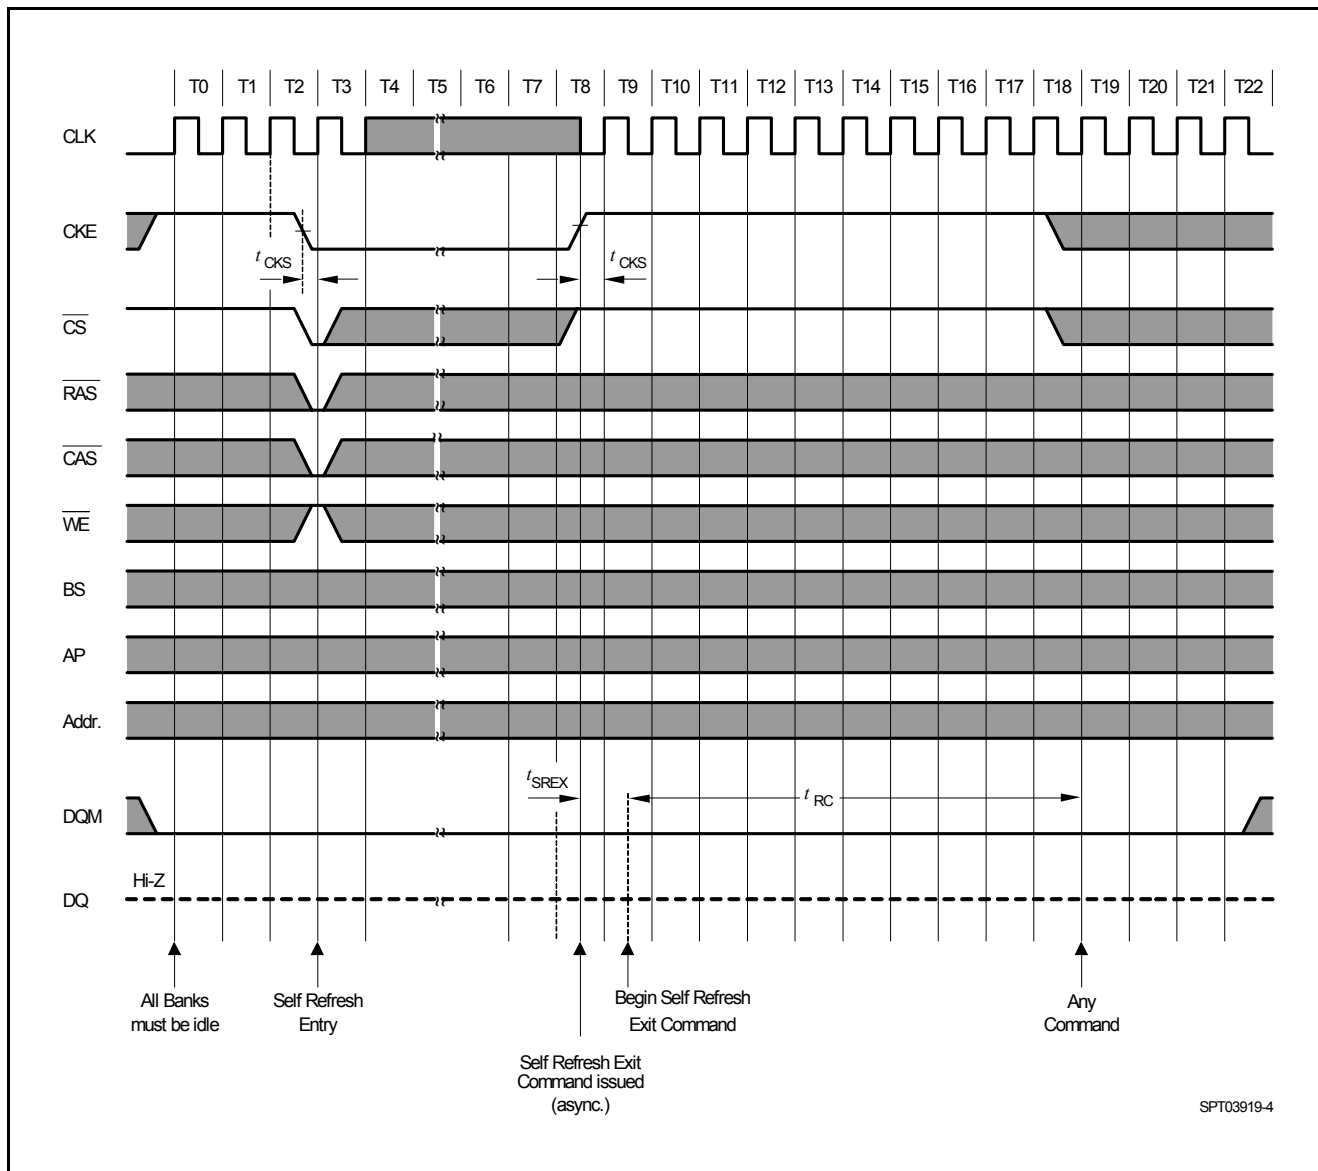 T0 T1 T2 T3 T4 T5 T6 T7 T8 T9 T10 T11 T12 T13 T14 T15 T16 T17 T18 T19 T20 T21 T22
CLK
CKE
t CKS
t CKS
CS
RAS
CAS
WE
BS
AP
Addr.
t SREX
t RC
DQM
Hi-Z
DQ
All Banks
must be idle
Self Refresh
Entry
Begin Self Refresh
Exit Command
Any
Command
Self Refresh Exit
Command issued
(async.)
SPT03919-4